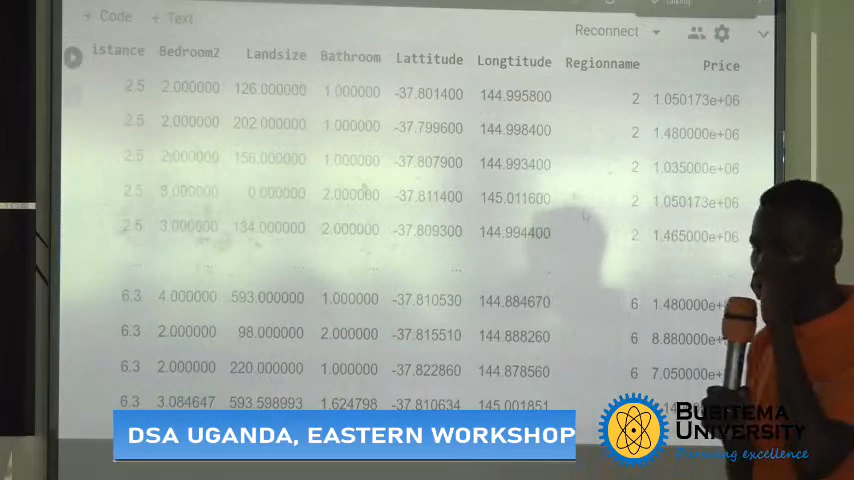 + Code + Text
Reconnect
istance Bedroom2 Landsize Bathroom Lattitude Longtitude Regionname Price
2.5 2.000000 126.000000 1.000000 -37.801400 144.995800 2 1.050173e+06
2.5 2.000000 202.000000 1.000000 -37.799600 144.998400 2 1.480000e+06
2.5 2.000000 156.000000 1.000000 -37.807900 144.993400 2 1.035000e+06
2.5 3.000000 0.000000 2.000000 -37.811400 145.011600 2 1.050173e+06
2.5 3.000000 134.000000 2.000000 -37.809300 144.994400 2 1.465000e+06
... ... ... ... ... ... ...
6.3 4.000000 593.000000 1.000000 -37.810530 144.884670 6 1.480000e+
6.3 2.000000 98.000000 2.000000 -37.815510 144.888260 6 8.880000e+
6.3 2.000000 220.000000 1.000000 -37.822860 144.878560 6 7.050000e+
6.3 3.084647 593.598993 1.624798 -37.810634 145.001851
DSA UGANDA, EASTERN WORKSHOP
BUSITEMA
UNIVERSITY
Pursuing excellence